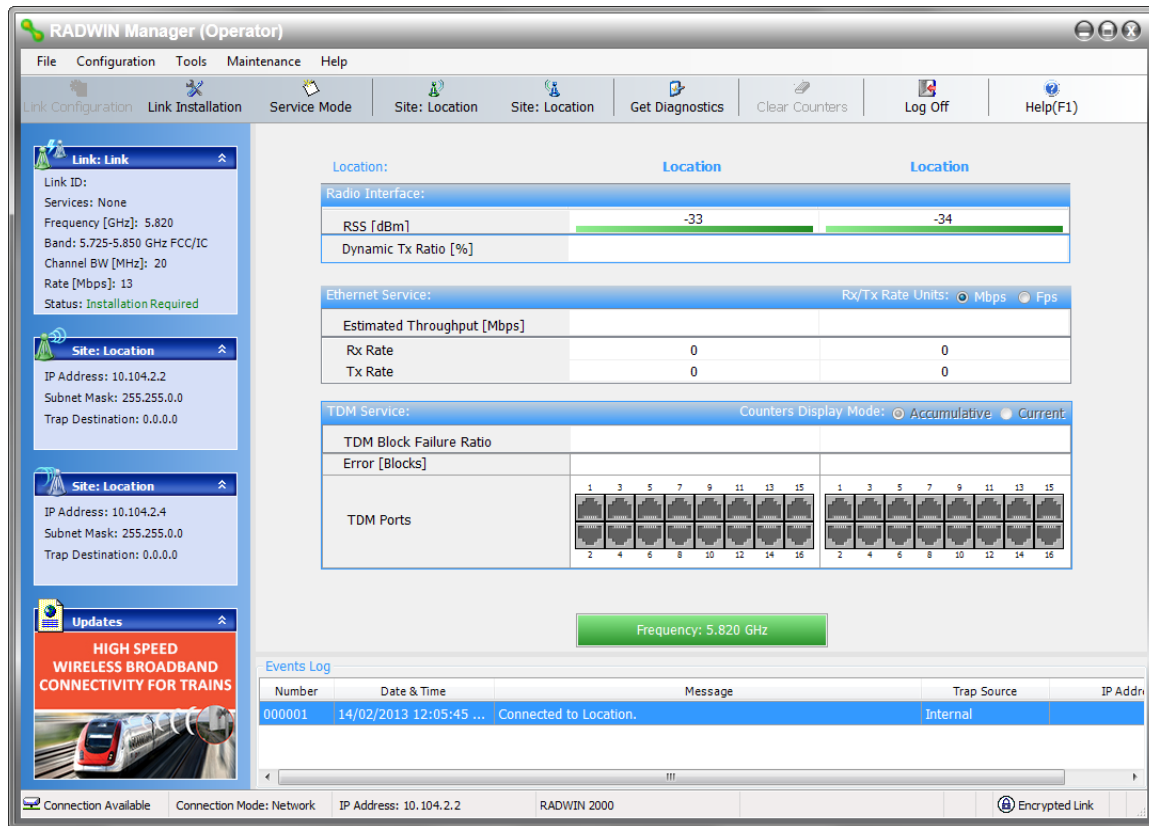 RADWIN Manager (Operator)
File Configuration Tools Maintenance Help
Link Configuration Link Installation Service Mode Site: Location Site: Location Get Diagnostics Clear Counters Log Off Help(F1)
Link: Link
Link ID:
Services: None
Frequency [GHz]: 5.820
Band: 5.725-5.850 GHz FCC/IC
Channel BW [MHz]: 20
Rate [Mbps]: 13
Status: Installation Required
Site: Location
IP Address: 10.104.2.2
Subnet Mask: 255.255.0.0
Trap Destination: 0.0.0.0
Site: Location
IP Address: 10.104.2.4
Subnet Mask: 255.255.0.0
Trap Destination: 0.0.0.0
Updates
HIGH SPEED
WIRELESS BROADBAND
CONNECTIVITY FOR TRAINS
Location: Location Location
Radio Interface:
RSS [dBm] -33 -34
Dynamic Tx Ratio [%]
Ethernet Service: Rx/Tx Rate Units: Mbps Fps
Estimated Throughput [Mbps]
Rx Rate 0 0
Tx Rate 0 0
TDM Service: Counters Display Mode: Accumulative Current
TDM Block Failure Ratio
Error [Blocks]
1 3 5 7 9 11 13 15 1 3 5 7 9 11 13 15
TDM Ports
2 4 6 8 10 12 14 16 2 4 6 8 10 12 14 16
Frequency: 5.820 GHz
Events Log
Number Date & Time Message Trap Source IP Addre
000001 14/02/2013 12:05:45 ... Connected to Location. Internal
Connection Available Connection Mode: Network IP Address: 10.104.2.2 RADWIN 2000 Encrypted Link